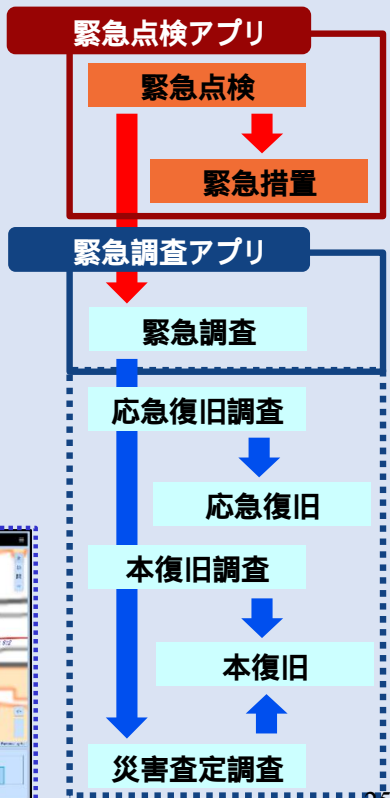 緊急点検アプリ
緊急点検
緊急措置
緊急調査アプリ
緊急調査
応急復旧調査
応急復旧
本復旧調査
本復旧
災害査定調査